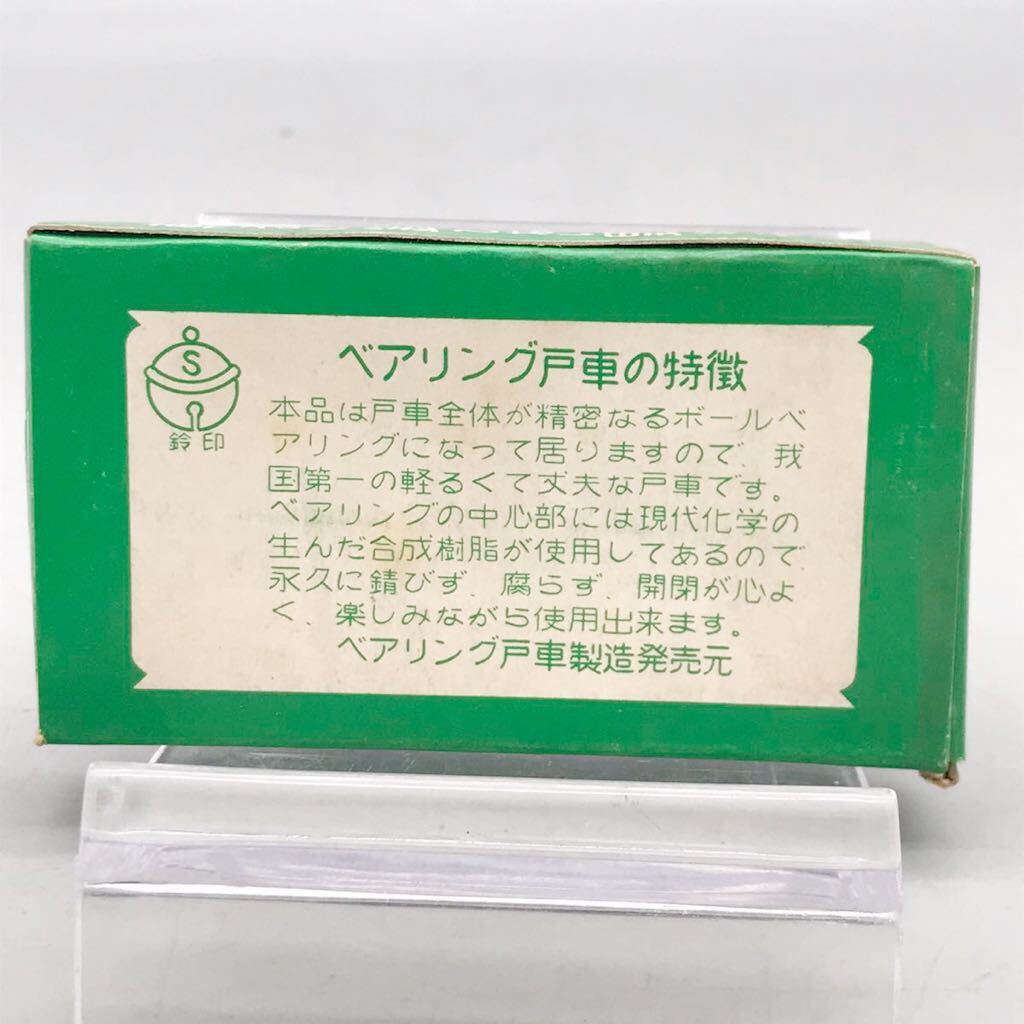 S
鈴印
ベアリング戸車の特徴
本品は戸車全体が精密なるボールベ
アリングになって居りますので、我
国第一の軽るくて丈夫な戸車です。
ベアリングの中心部には現代化学の
生んだ合成樹脂が使用してあるので、
永久に錆びず、腐らず、開閉が心よ
く、楽しみながら使用出来ます。
ベアリング戸車製造発売元